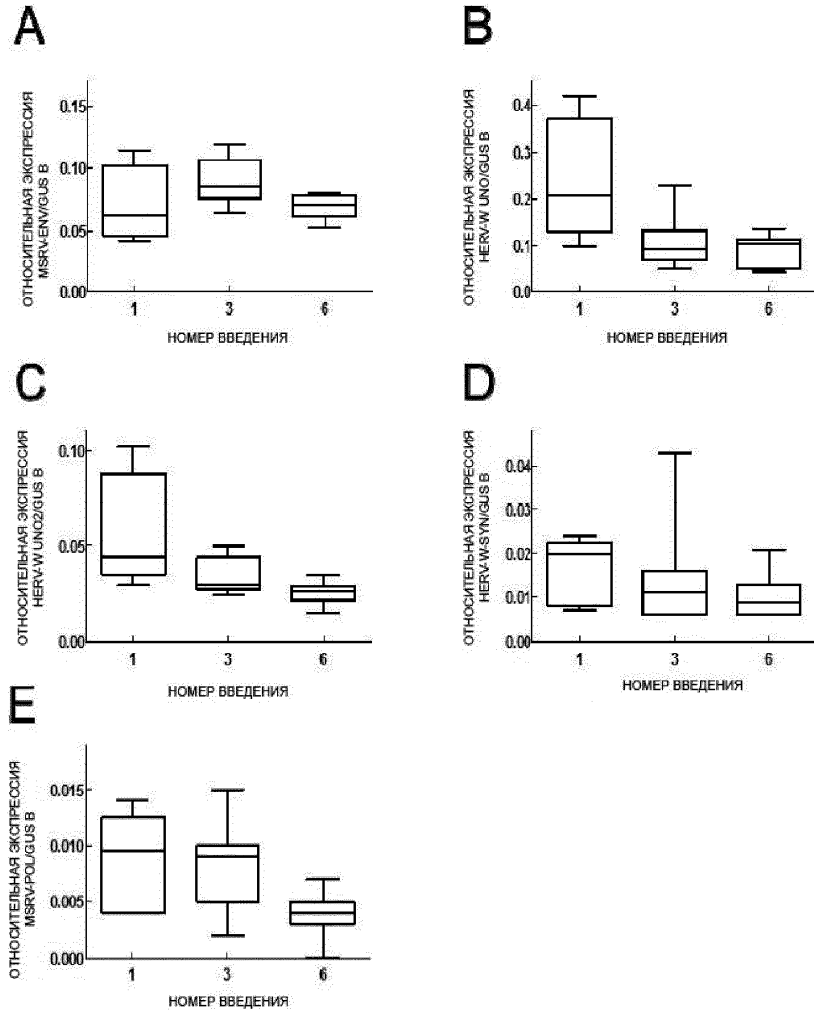 A
ОТНОСИТЕЛЬНАЯ ЭКСПРЕССИЯ
MSRV-ENV/GUS B
0.15
0.10
0.05
0.00
1 3 6
НОМЕР ВВЕДЕНИЯ
B
ОТНОСИТЕЛЬНАЯ ЭКСПРЕССИЯ
HERV-W UNO/GUS B
0.4
0.3
0.2
0.1
0.0
1 3 6
НОМЕР ВВЕДЕНИЯ
C
ОТНОСИТЕЛЬНАЯ ЭКСПРЕССИЯ
HERV-W UNO2/GUS B
0.10
0.05
0.00
1 3 6
НОМЕР ВВЕДЕНИЯ
D
ОТНОСИТЕЛЬНАЯ ЭКСПРЕССИЯ
HERV-W-SYN/GUS B
0.04
0.03
0.02
0.01
0.00
1 3 6
НОМЕР ВВЕДЕНИЯ
E
ОТНОСИТЕЛЬНАЯ ЭКСПРЕССИЯ
MSRV-POL/GUS B
0.015
0.010
0.005
0.000
1 3 6
НОМЕР ВВЕДЕНИЯ